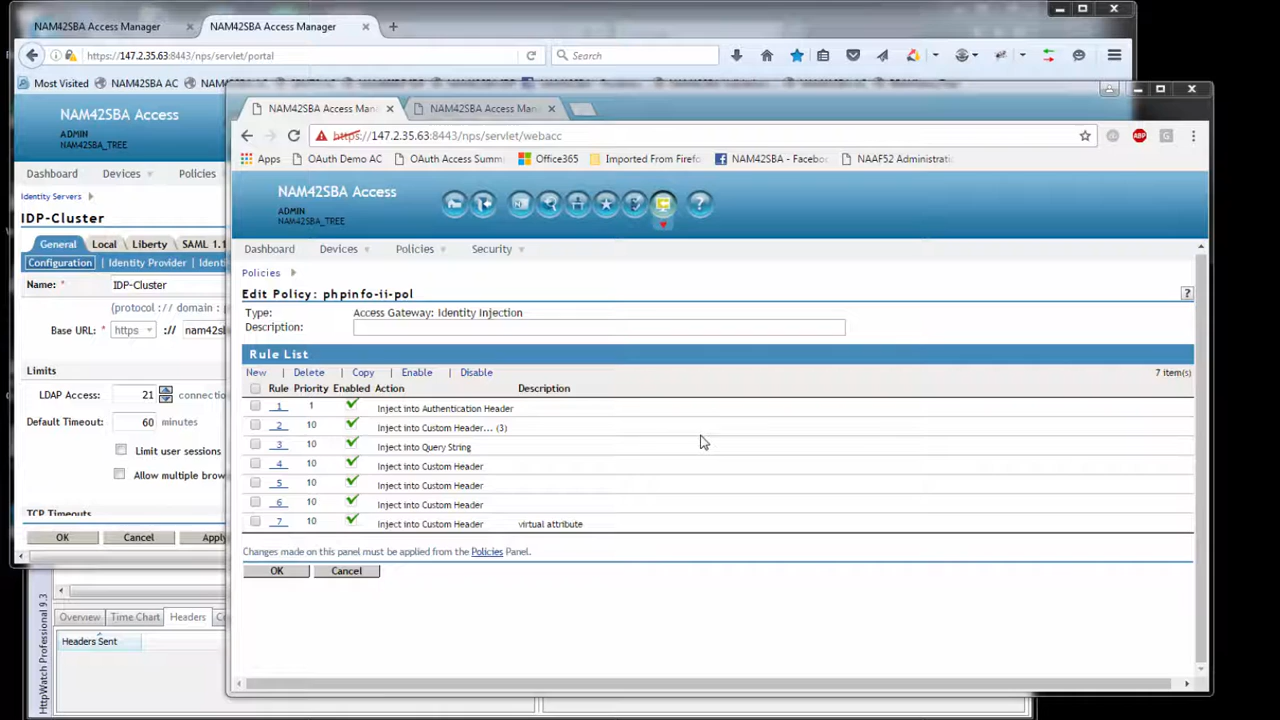 NAM42SBA Access Manager
NAM42SBA Access Manager
https://147.2.35.63:8443/nps/servlet/portal
Search
Most Visited
NAM42SBA AC
NAM42SBA Access
ADMIN
NAM42SBA_TREE
Dashboard
Devices
Policies
Identity Servers
IDP-Cluster
General
Local
Liberty
SAML 1.1
Configuration
Identity Provider
Name: *
IDP-Cluster
(protocol :// domain : p
Base URL: *
https
://
Limits
LDAP Access:
21
Default Timeout:
60
minutes
Limit user sessions
TCP Timeouts
OK
Cancel
Overview
Time Chart
Headers
Headers Sent
HttpWatch Professional 9.3
NAM42SBA Access Man
NAM42SBA Access Man
https://147.2.35.63:8443/nps/servlet/webacc
ABP
G
Apps
OAuth Demo AC
OAuth Access Summ
Office365
Imported From Firefo
NAM42SBA - Faceboo
NAAF52 Administrati
NAM42SBA Access
ADMIN
NAM42SBA_TREE
?
Dashboard
Devices
Policies
Security
Policies
Edit Policy: phpinfo-ii-pol
?
Type:
Access Gateway: Identity Injection
Description:
Rule List
New | Delete | Copy | Enable | Disable
7 item(s)
Rule Priority Enabled Action Description
1 1 Inject into Authentication Header
2 10 Inject into Custom Header... (3)
3 10 Inject into Query String
4 10 Inject into Custom Header
5 10 Inject into Custom Header
6 10 Inject into Custom Header
7 10 Inject into Custom Header virtual attribute
Changes made on this panel must be applied from the Policies Panel.
OK
Cancel